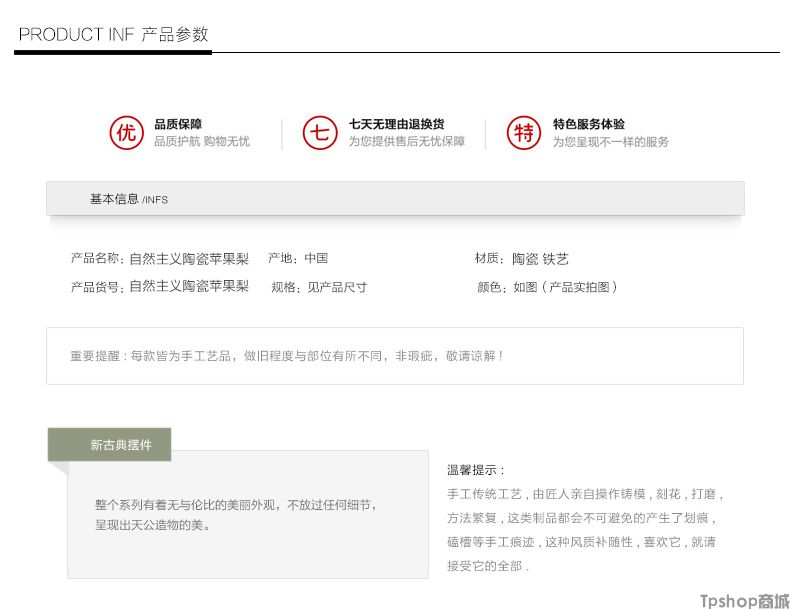 PRODUCT INF 产品参数
优 品质保障
品质护航 购物无忧
七 七天无理由退换货
为您提供售后无忧保障
特 特色服务体验
为您呈现不一样的服务
基本信息 /INFS
产品名称：自然主义陶瓷苹果梨 产地：中国 材质：陶瓷 铁艺
产品货号：自然主义陶瓷苹果梨 规格：见产品尺寸 颜色：如图（产品实拍图）
重要提醒：每款皆为手工艺品，做旧程度与部位有所不同，非瑕疵，敬请谅解！
新古典摆件
整个系列有着无与伦比的美丽外观，不放过任何细节，
呈现出天公造物的美。
温馨提示：
手工传统工艺，由匠人亲自操作铸模，刻花，打磨，
方法繁复，这类制品都会不可避免的产生了划痕，
磕槽等手工痕迹，这种风质补随性，喜欢它，就请
接受它的全部．
Tpshop商城